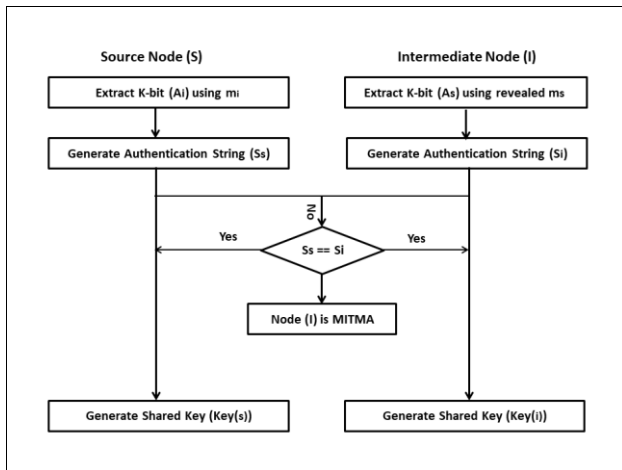 Source Node (S)
Intermediate Node (I)
Extract K-bit (Ai) using mi
Extract K-bit (As) using revealed ms
Generate Authentication String (Ss)
Generate Authentication String (Si)
No
Yes
Ss == Si
Yes
Node (I) is MITMA
Generate Shared Key (Key(s))
Generate Shared Key (Key(i))